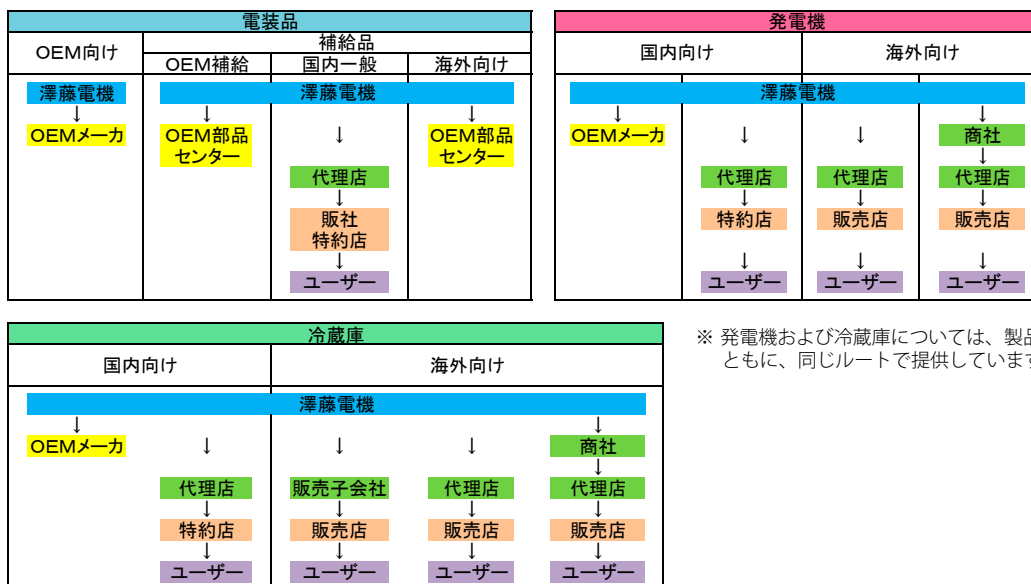 電装品
OEM向け
補給品
OEM補給 国内一般 海外向け
澤藤電機 澤藤電機
↓ ↓ ↓ ↓
OEMメーカ OEM部品センター OEM部品センター
代理店
↓
販社
特約店
↓
ユーザー
発電機
国内向け 海外向け
澤藤電機
↓ ↓ ↓ ↓
OEMメーカ 商社
↓
代理店 代理店 代理店
↓ ↓ ↓
特約店 販売店 販売店
↓ ↓ ↓
ユーザー ユーザー ユーザー
冷蔵庫
国内向け 海外向け
澤藤電機
↓ ↓ ↓ ↓ ↓
OEMメーカ 商社
↓
代理店 販売子会社 代理店 代理店
↓ ↓ ↓ ↓
特約店 販売店 販売店 販売店
↓ ↓ ↓ ↓
ユーザー ユーザー ユーザー ユーザー
※ 発電機および冷蔵庫については、製品
ともに、同じルートで提供しています